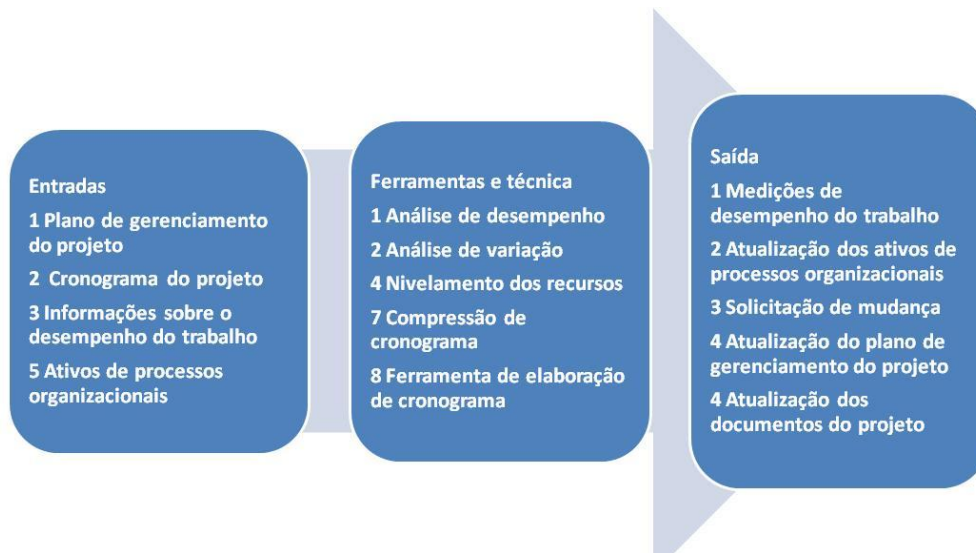 Entradas
1 Plano de gerenciamento
do projeto
2 Cronograma do projeto
3 Informações sobre o
desempenho do trabalho
5 Ativos de processos
organizacionais
Ferramentas e técnica
1 Análise de desempenho
2 Análise de variação
4 Nivelamento dos recursos
7 Compressão de
cronograma
8 Ferramenta de elaboração
de cronograma
Saída
1 Medições de
desempenho do trabalho
2 Atualização dos ativos de
processos organizacionais
3 Solicitação de mudança
4 Atualização do plano de
gerenciamento do projeto
4 Atualização dos
documentos do projeto